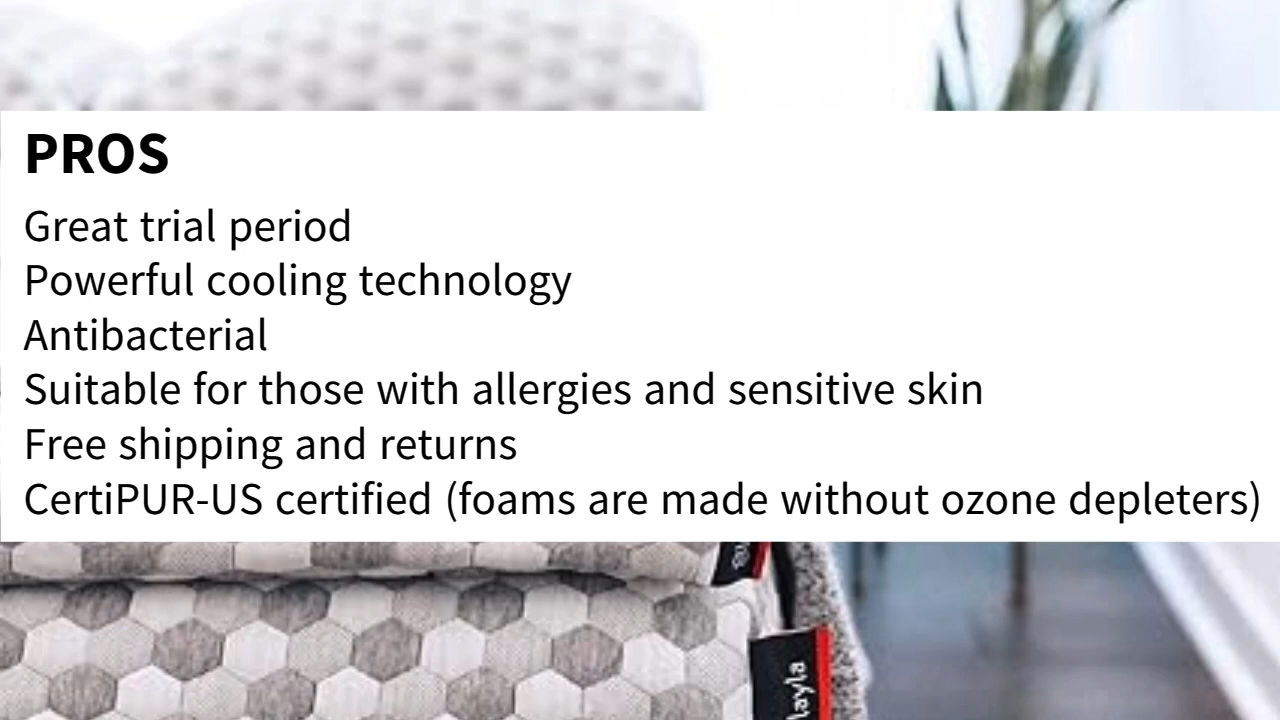 PROS
Great trial period
Powerful cooling technology
Antibacterial
Suitable for those with allergies and sensitive skin
Free shipping and returns
CertiPUR-US certified (foams are made without ozone depleters)
layla